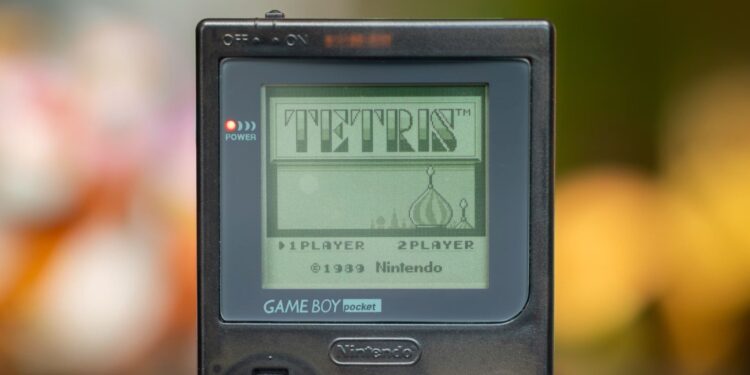 OFF ON
TETRIS™
POWER
1PLAYER 2PLAYER
©1989 Nintendo
GAME BOY pocket
Nintendo